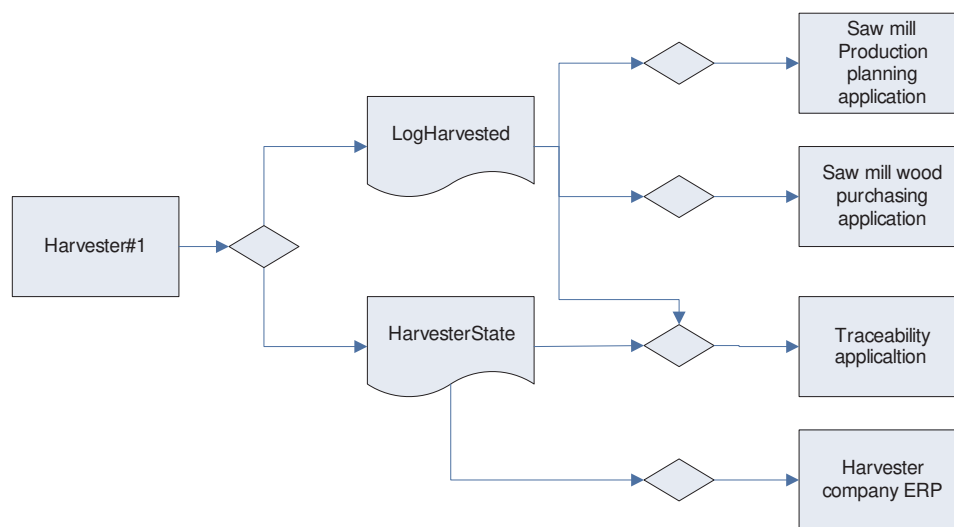 Saw mill
Production
planning
application
LogHarvested
Saw mill wood
purchasing
application
Harvester#1
HarvesterState
Traceability
applicaltion
Harvester
company ERP